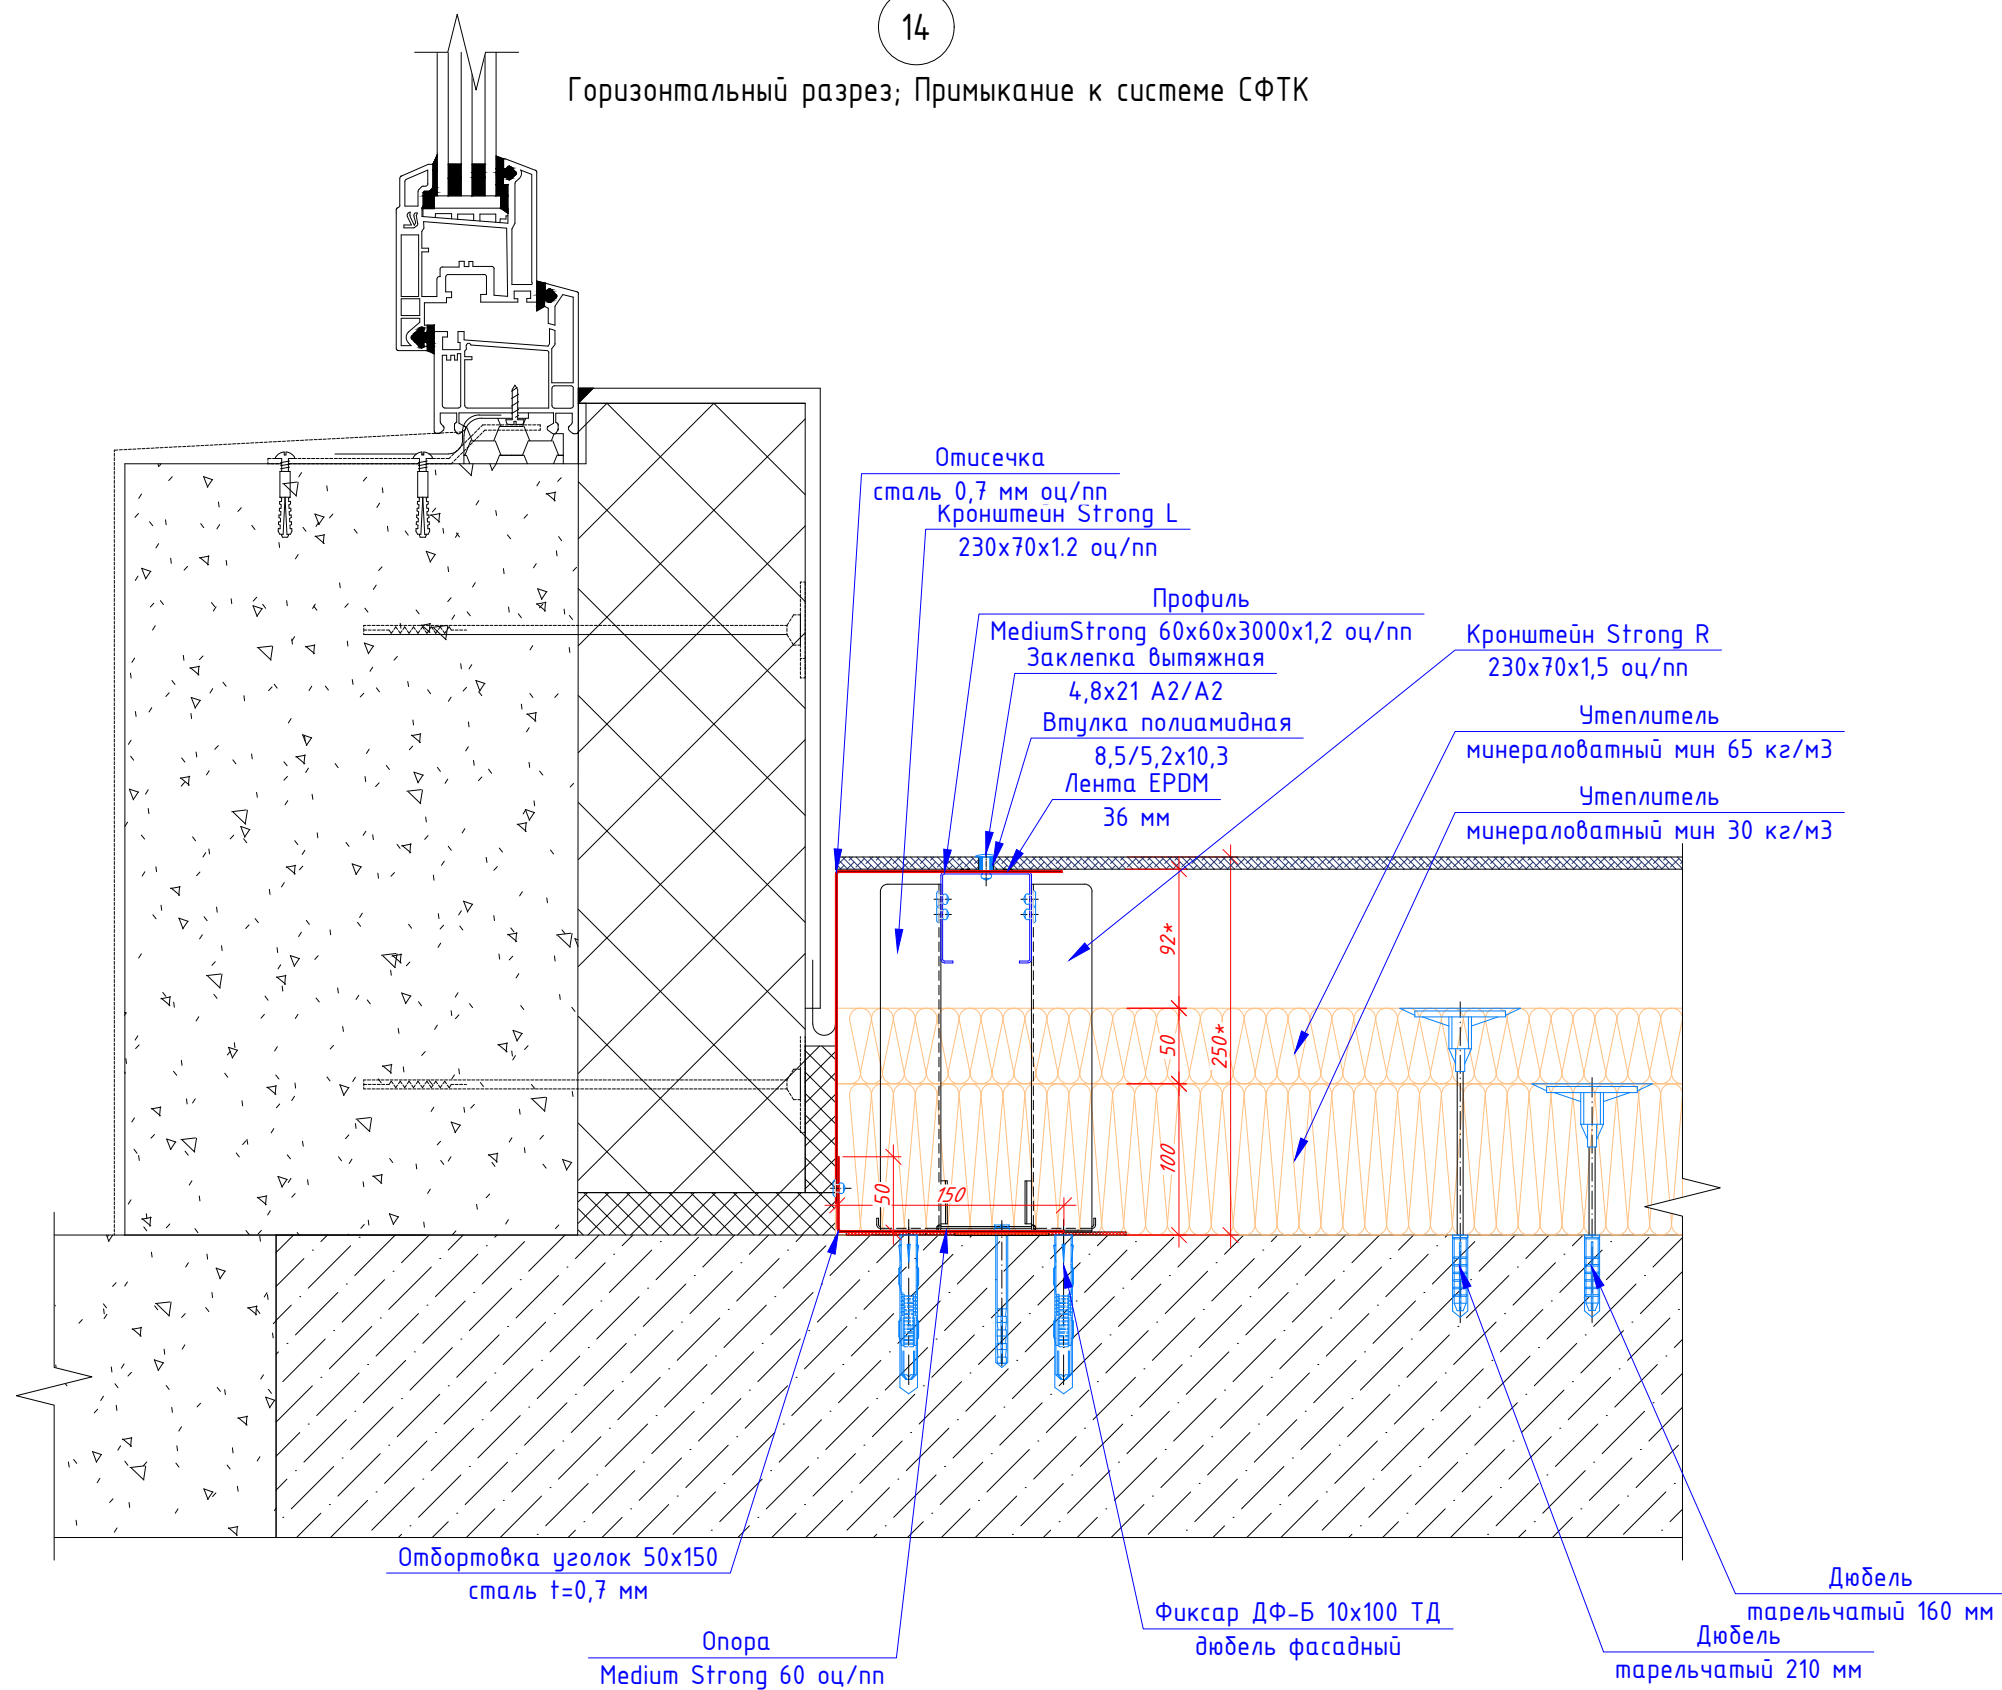 14
Горизонтальный разрез; Примыкание к системе СФТК
Отисечка
сталь 0,7 мм оц/пп
Кронштейн Strong L
230х70х1.2 оц/пп
Профиль
MediumStrong 60х60х3000х1,2 оц/пп
Заклепка вытяжная
4,8х21 А2/А2
Втулка полиамидная
8,5/5,2х10,3
Лента EPDM
36 мм
Кронштейн Strong R
230х70х1,5 оц/пп
Утеплитель
минераловатный мин 65 кг/м3
Утеплитель
минераловатный мин 30 кг/м3
92*
50
250*
100
50
150
Отбортовка уголок 50х150
сталь t=0,7 мм
Опора
Medium Strong 60 оц/пп
Фиксар ДФ-Б 10х100 ТД
дюбель фасадный
Дюбель
тарельчатый 160 мм
Дюбель
тарельчатый 210 мм